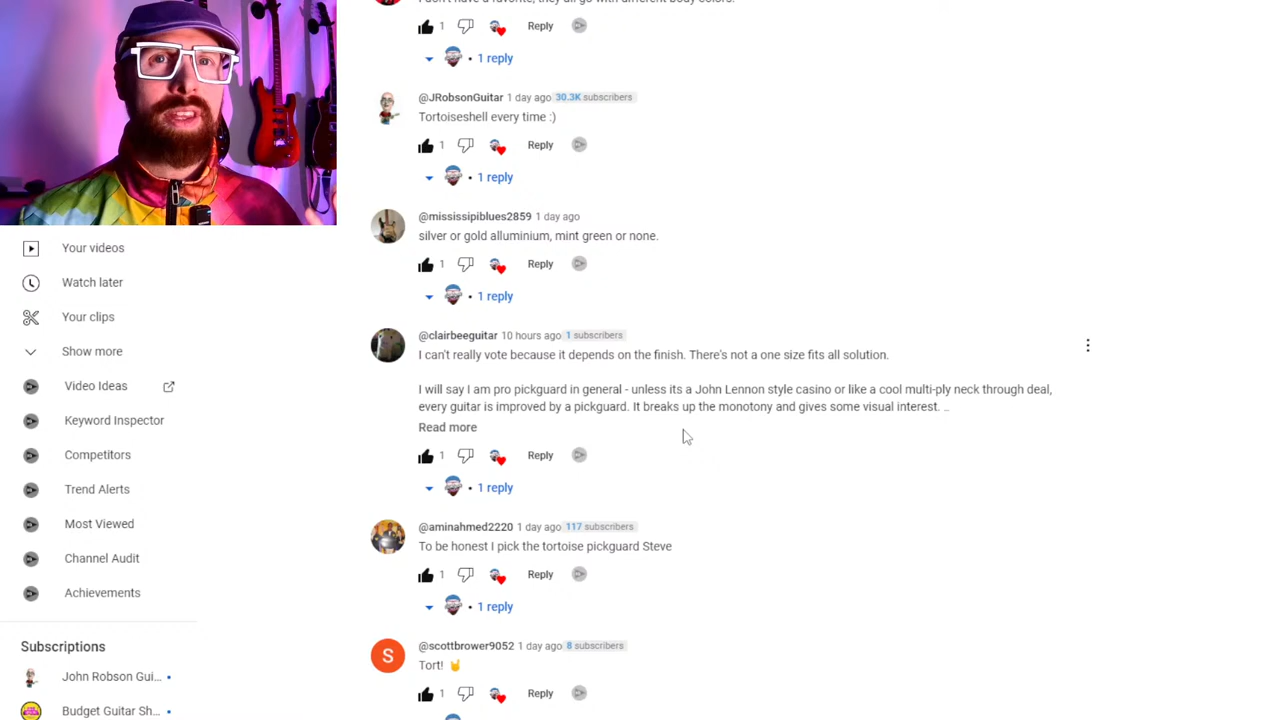 I don't have a favorite, they all go with different body colors.
1
Reply
1 reply
@JRobsonGuitar 1 day ago 30.3K subscribers
Tortoiseshell every time :)
1
Reply
1 reply
@mississipiblues2859 1 day ago
silver or gold alluminium, mint green or none.
1
Reply
1 reply
@clairbeeguitar 10 hours ago 1 subscribers
I can't really vote because it depends on the finish. There's not a one size fits all solution.
I will say I am pro pickguard in general - unless its a John Lennon style casino or like a cool multi-ply neck through deal,
every guitar is improved by a pickguard. It breaks up the monotony and gives some visual interest. ...
Read more
1
Reply
1 reply
@aminahmed2220 1 day ago 117 subscribers
To be honest I pick the tortoise pickguard Steve
1
Reply
1 reply
@scottbrower9052 1 day ago 8 subscribers
S
Tort! 🤘
1
Reply
Your videos
Watch later
Your clips
Show more
Video Ideas
Keyword Inspector
Competitors
Trend Alerts
Most Viewed
Channel Audit
Achievements
Subscriptions
John Robson Gui...
Budget Guitar Sh...